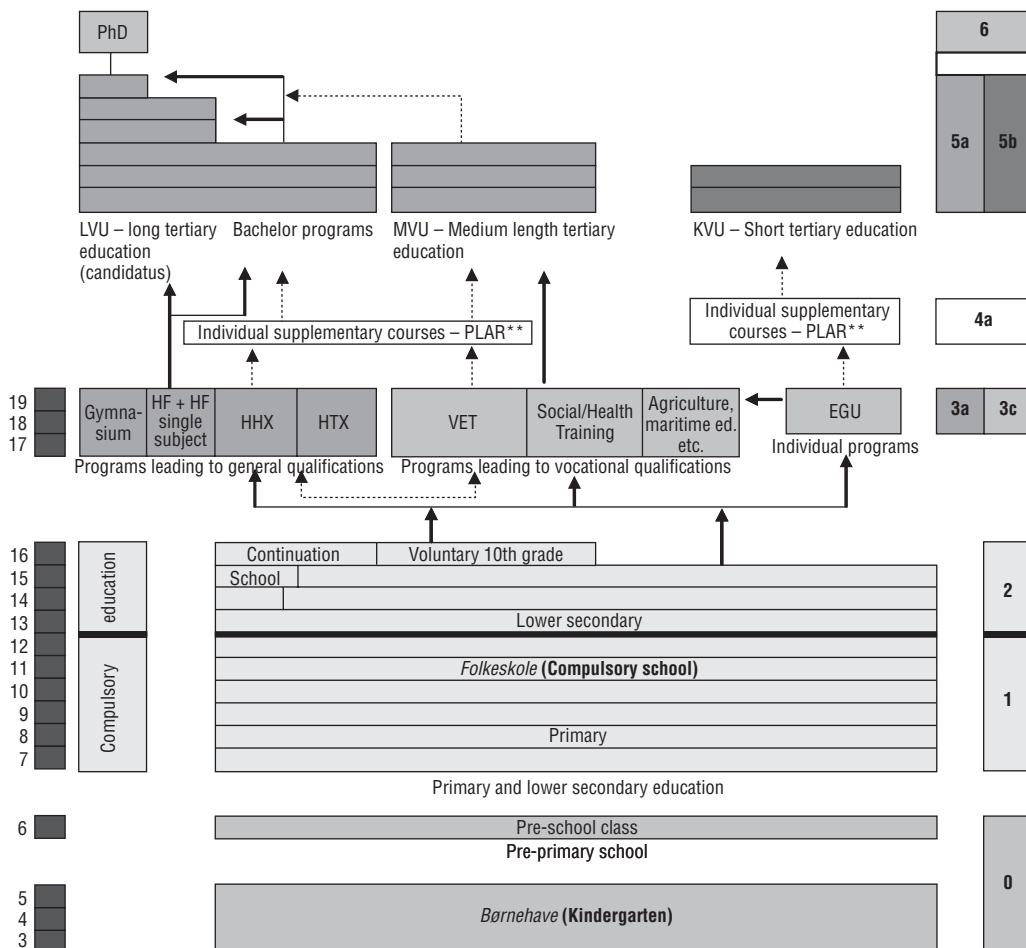 PhD
6
5a
5b
LVU – long tertiary
education
(candidatus)
Bachelor programs
MVU – Medium length tertiary
education
KVU – Short tertiary education
Individual supplementary courses – PLAR**
Individual supplementary
courses – PLAR**
4a
19
18
17
Gymna-
sium
HF + HF
single
subject
HHX
HTX
VET
Social/Health
Training
Agriculture,
maritime ed.
etc.
EGU
3a
3c
Programs leading to general qualifications
Programs leading to vocational qualifications
Individual programs
16
15
14
13
12
11
10
9
8
7
education
Compulsory
Continuation
School
Voluntary 10th grade
Lower secondary
Folkeskole (Compulsory school)
Primary
2
1
Primary and lower secondary education
6
Pre-school class
Pre-primary school
0
5
4
3
Børnehave (Kindergarten)